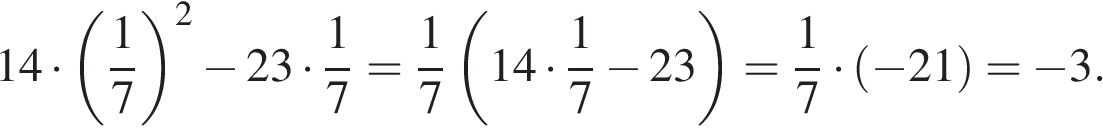 14 · (1/7)² − 23 · 1/7 = 1/7 (14 · 1/7 − 23) = 1/7 · (−21) = −3.